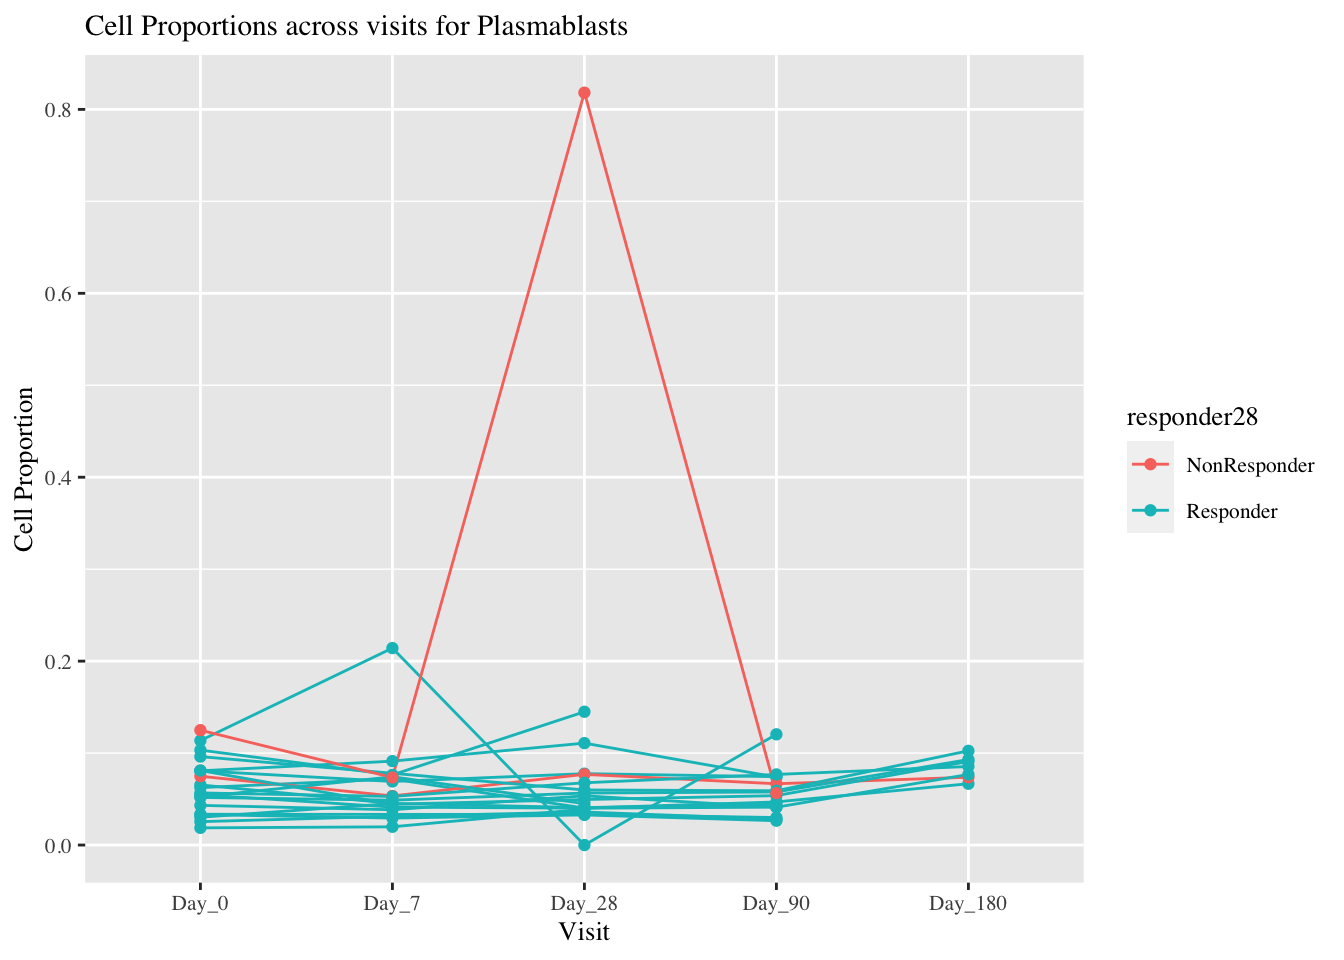 Cell Proportions across visits for Plasmablasts
0.8
0.6
0.4
0.2
0.0
Cell Proportion
Day_0 Day_7 Day_28 Day_90 Day_180
Visit
responder28
NonResponder
Responder